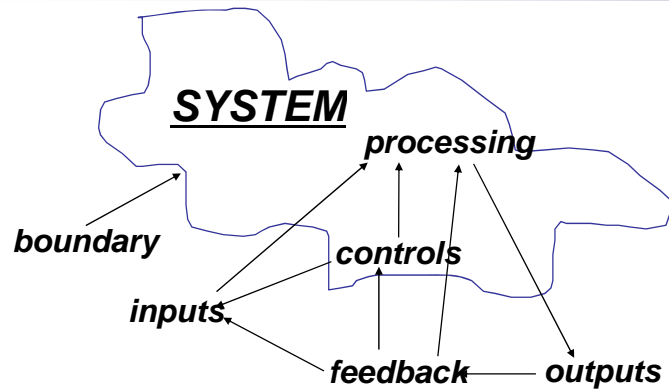 SYSTEM
processing
boundary
controls
inputs
feedback
outputs